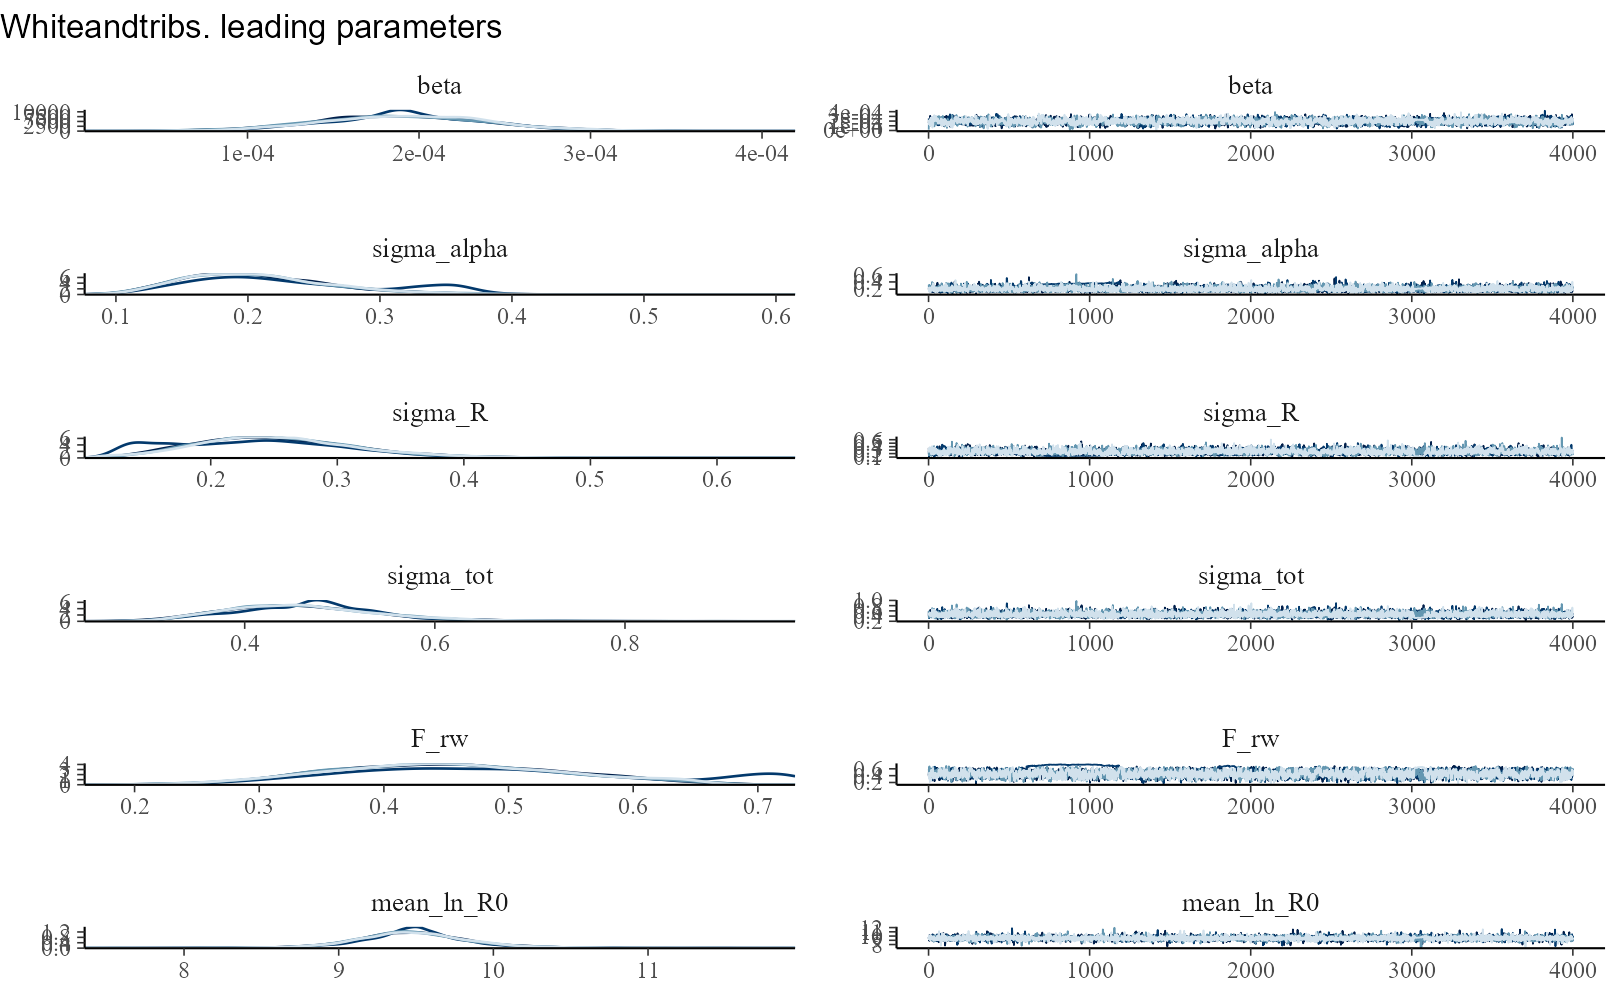 Whiteandtribs. leading parameters
beta beta
1e-04 2e-04 3e-04 4e-04 0 1000 2000 3000 4000
sigma_alpha sigma_alpha
0.1 0.2 0.3 0.4 0.5 0.6 0 1000 2000 3000 4000
sigma_R sigma_R
0.2 0.3 0.4 0.5 0.6 0 1000 2000 3000 4000
sigma_tot sigma_tot
0.4 0.6 0.8 0 1000 2000 3000 4000
F_rw F_rw
0.2 0.3 0.4 0.5 0.6 0.7 0 1000 2000 3000 4000
mean_ln_R0 mean_ln_R0
8 9 10 11 0 1000 2000 3000 4000